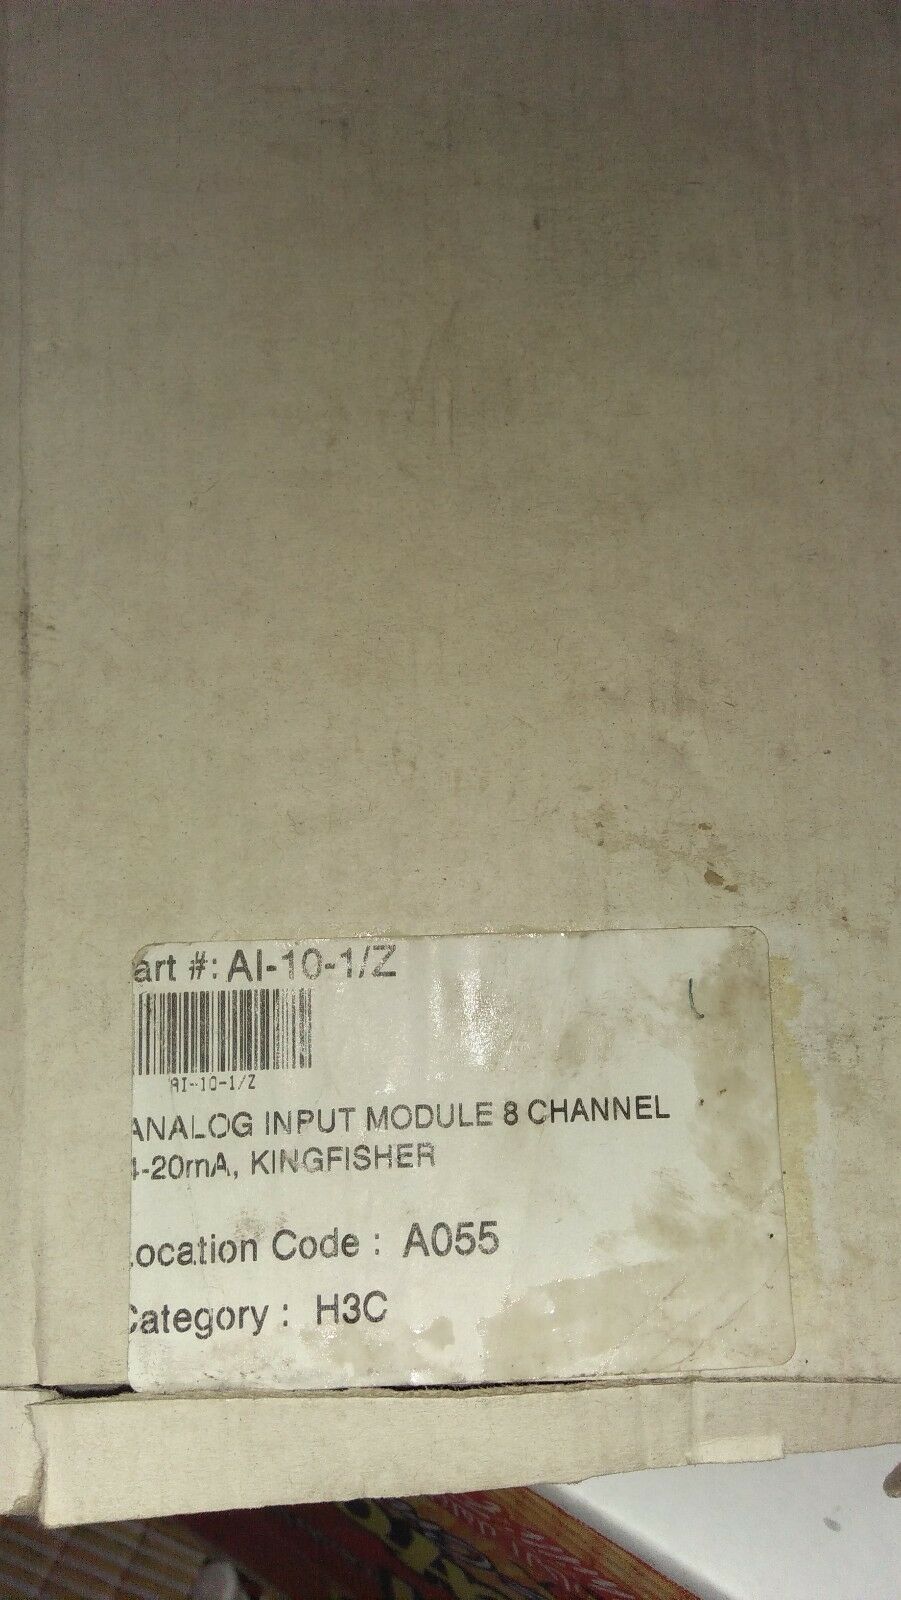 art #: AI-10-1/Z
AI-10-1/Z
ANALOG INPUT MODULE 8 CHANNEL
4-20mA, KINGFISHER
ocation Code : A055
Category : H3C